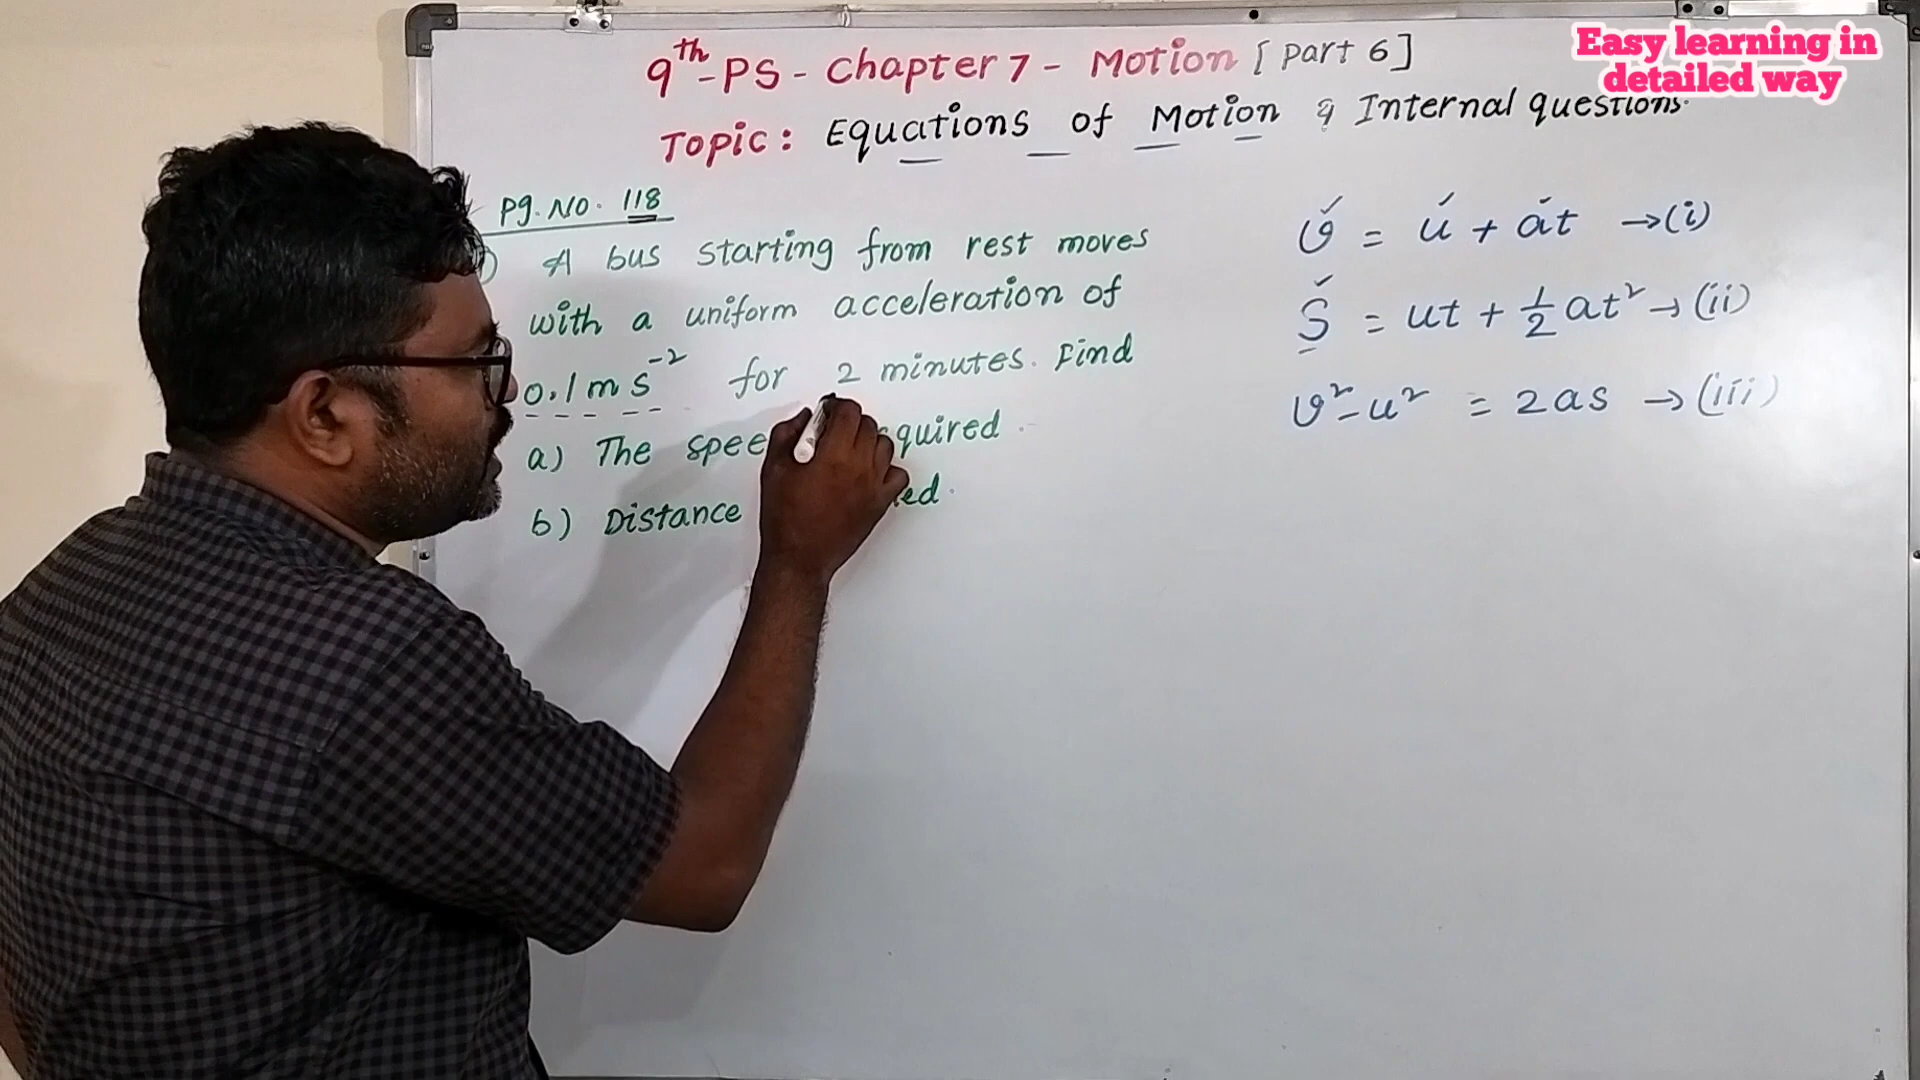 Easy learning in
detailed way
9th - PS - Chapter 7 - Motion [ Part 6 ]
Topic : Equations of Motion & Internal questions.
Pg. No. 118
A bus starting from rest moves
with a uniform acceleration of
0.1 m s⁻² for 2 minutes. Find
a) The quired .
b) Distance
v = u + at → (i)
S = ut + ½ at² → (ii)
v² - u² = 2as → (iii)